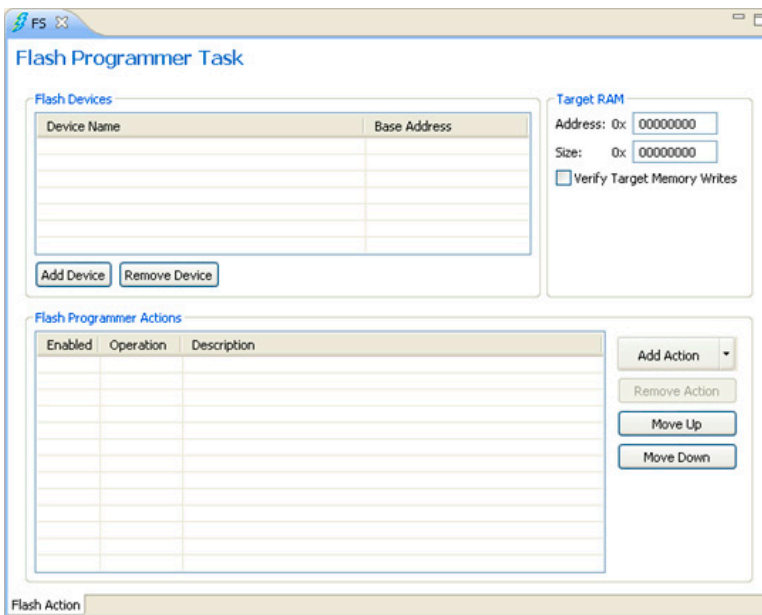 FS
Flash Programmer Task
Flash Devices
Device Name Base Address
Add Device Remove Device
Target RAM
Address: 0x 00000000
Size: 0x 00000000
Verify Target Memory Writes
Flash Programmer Actions
Enabled Operation Description
Add Action
Remove Action
Move Up
Move Down
Flash Action